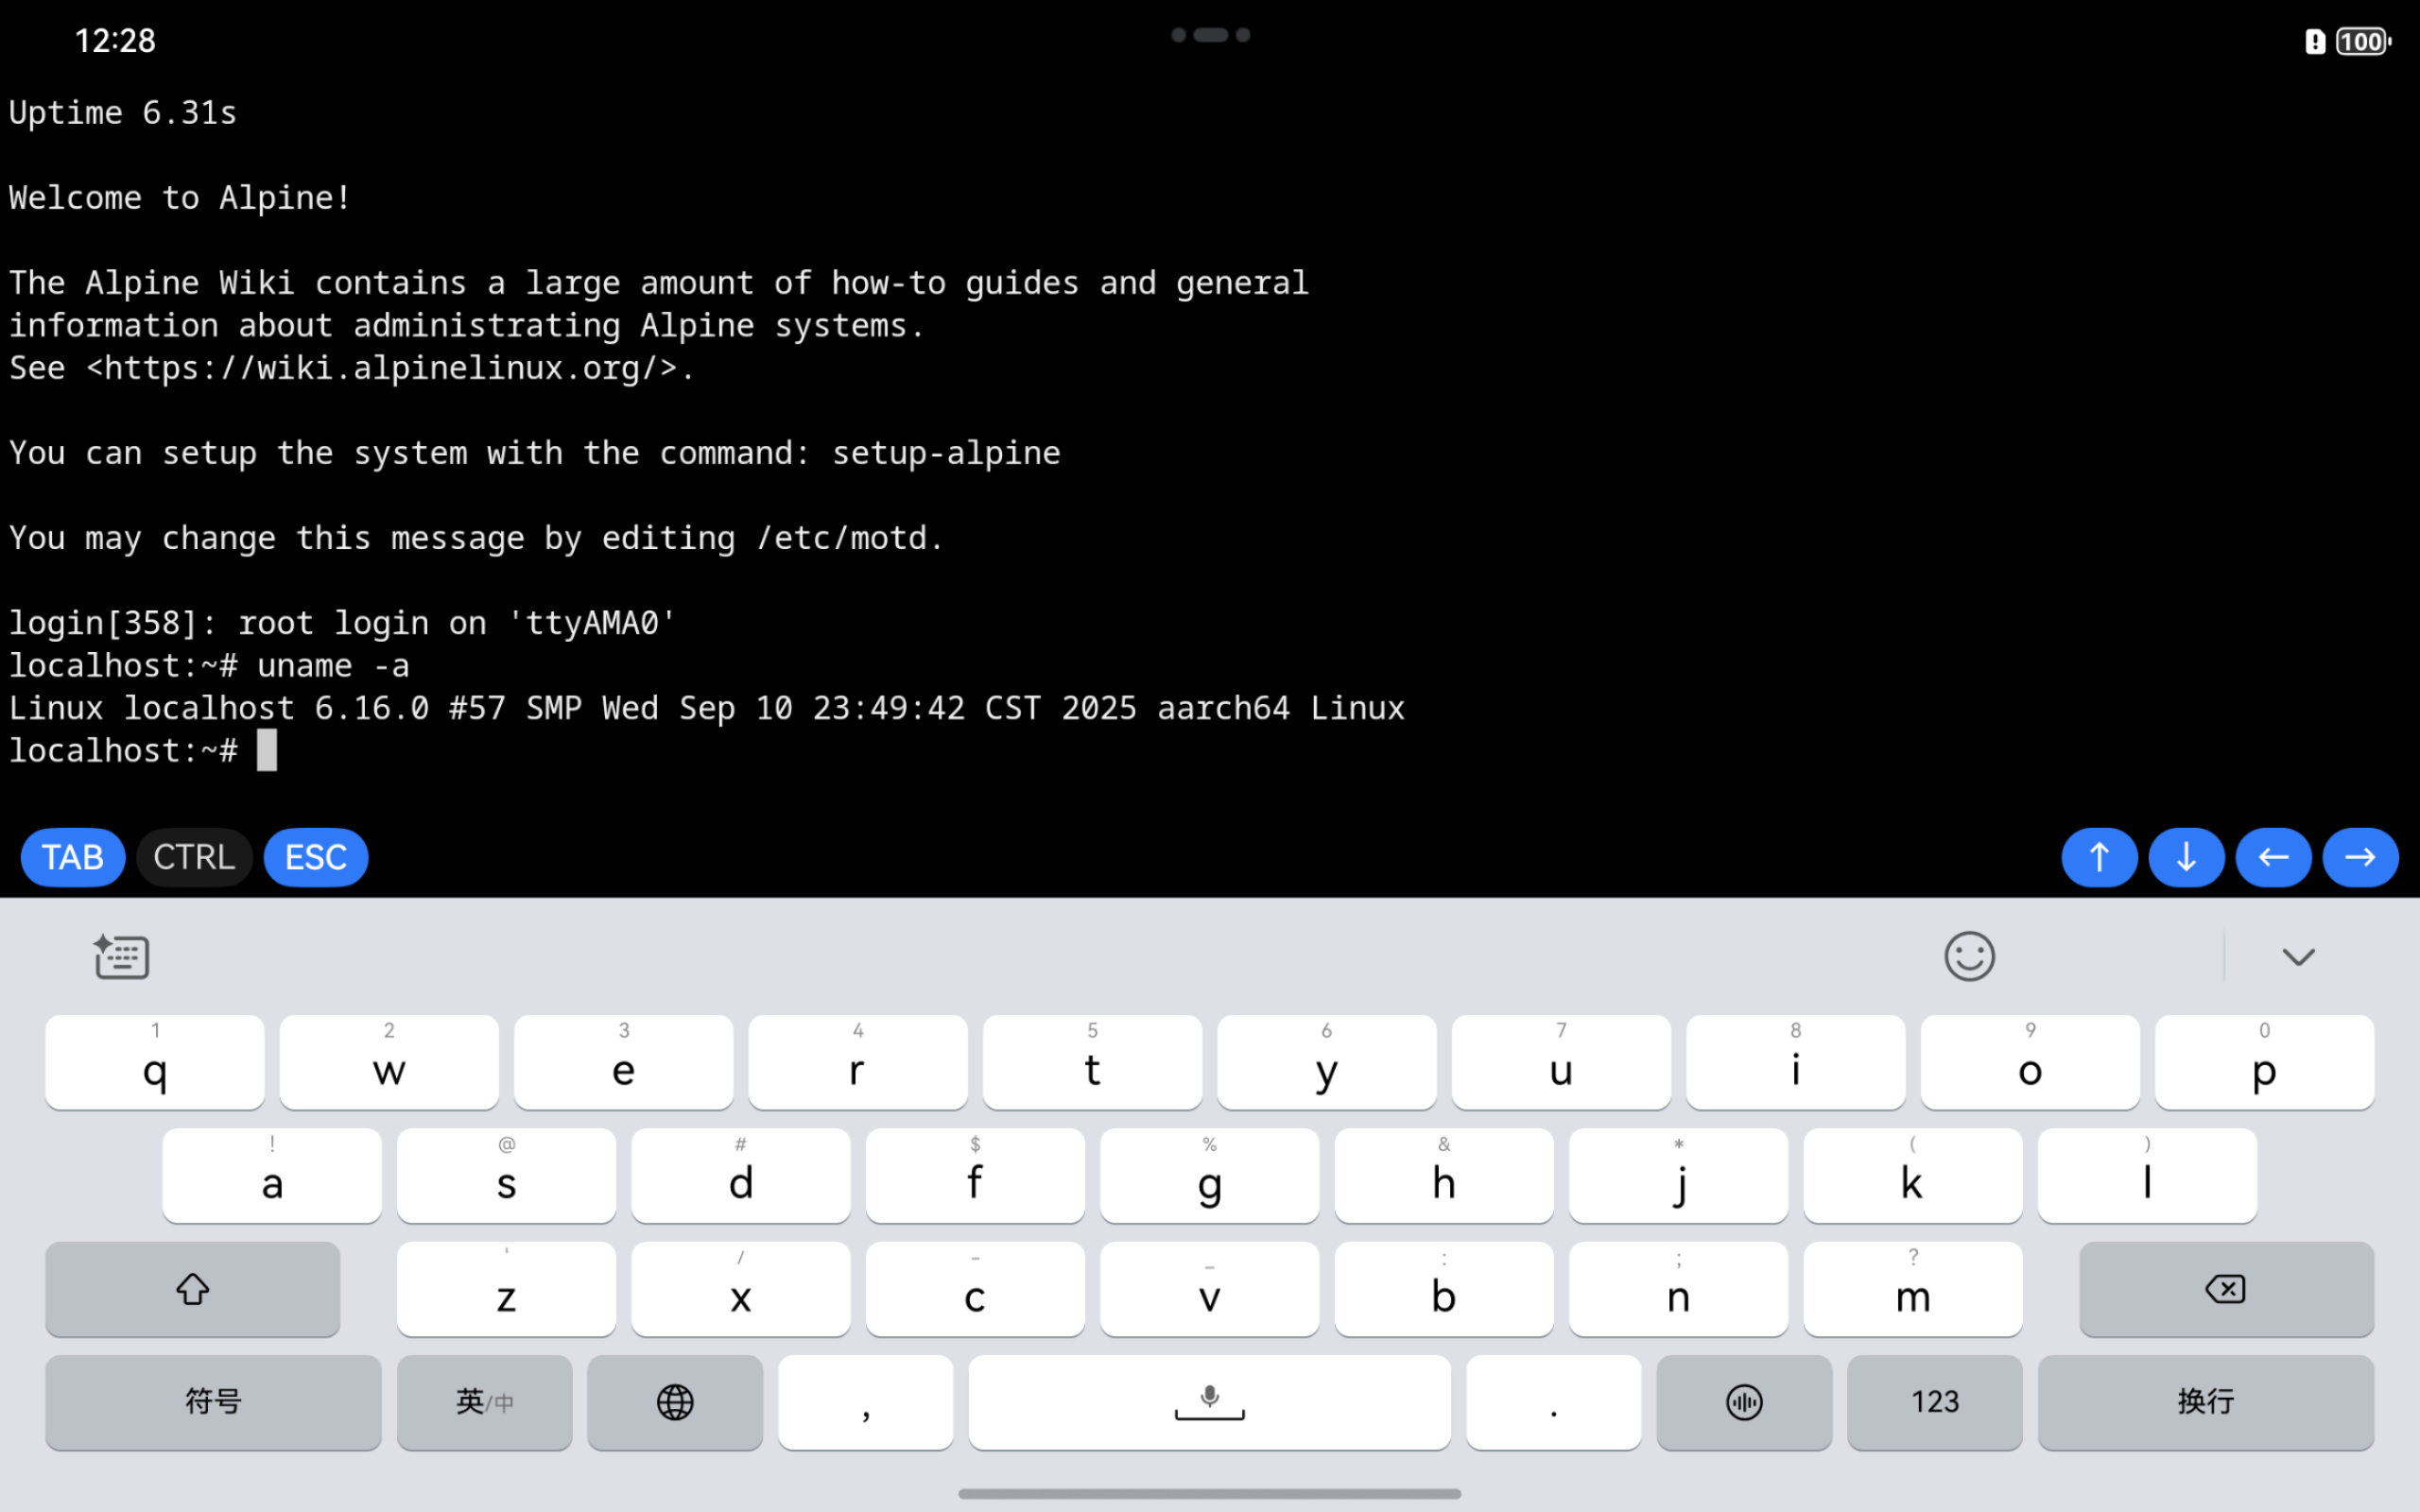 12:28
100
Uptime 6.31s
Welcome to Alpine!
The Alpine Wiki contains a large amount of how-to guides and general
information about administrating Alpine systems.
See <https://wiki.alpinelinux.org/>.
You can setup the system with the command: setup-alpine
You may change this message by editing /etc/motd.
login[358]: root login on 'ttyAMA0'
localhost:~# uname -a
Linux localhost 6.16.0 #57 SMP Wed Sep 10 23:49:42 CST 2025 aarch64 Linux
localhost:~#
TAB CTRL ESC ↑ ↓ ← →
1 2 3 4 5 6 7 8 9 0
q w e r t y u i o p
! @ # $ % & * ( )
a s d f g h j k l
' / - _ : ; ?
z x c v b n m
符号 英/中 , . 123 换行